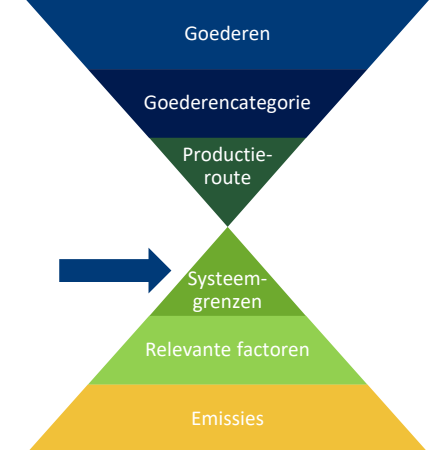 Goederen
Goederencategorie
Productie-
route
Systeem-
grenzen
Relevante factoren
Emissies